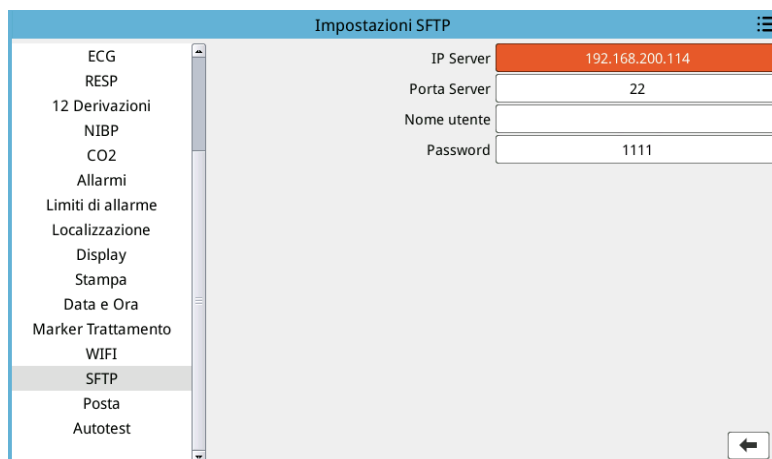 Impostazioni SFTP
ECG
RESP
12 Derivazioni
NIBP
CO2
Allarmi
Limiti di allarme
Localizzazione
Display
Stampa
Data e Ora
Marker Trattamento
WIFI
SFTP
Posta
Autotest
IP Server 192.168.200.114
Porta Server 22
Nome utente
Password 1111